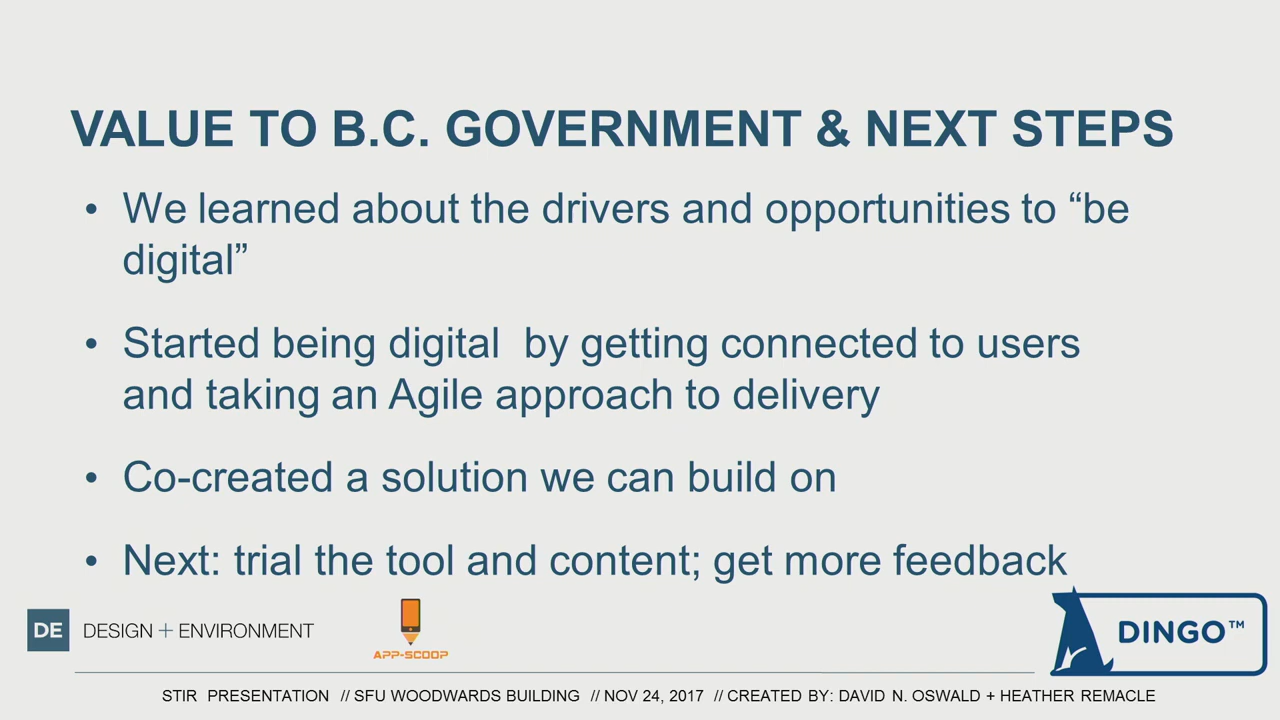 VALUE TO B.C. GOVERNMENT & NEXT STEPS
• We learned about the drivers and opportunities to “be
digital”
• Started being digital  by getting connected to users
and taking an Agile approach to delivery
• Co-created a solution we can build on
• Next: trial the tool and content; get more feedback
DE DESIGN + ENVIRONMENT
APP-SCOOP
DINGO™
STIR  PRESENTATION  // SFU WOODWARDS BUILDING  // NOV 24, 2017  // CREATED BY: DAVID N. OSWALD + HEATHER REMACLE